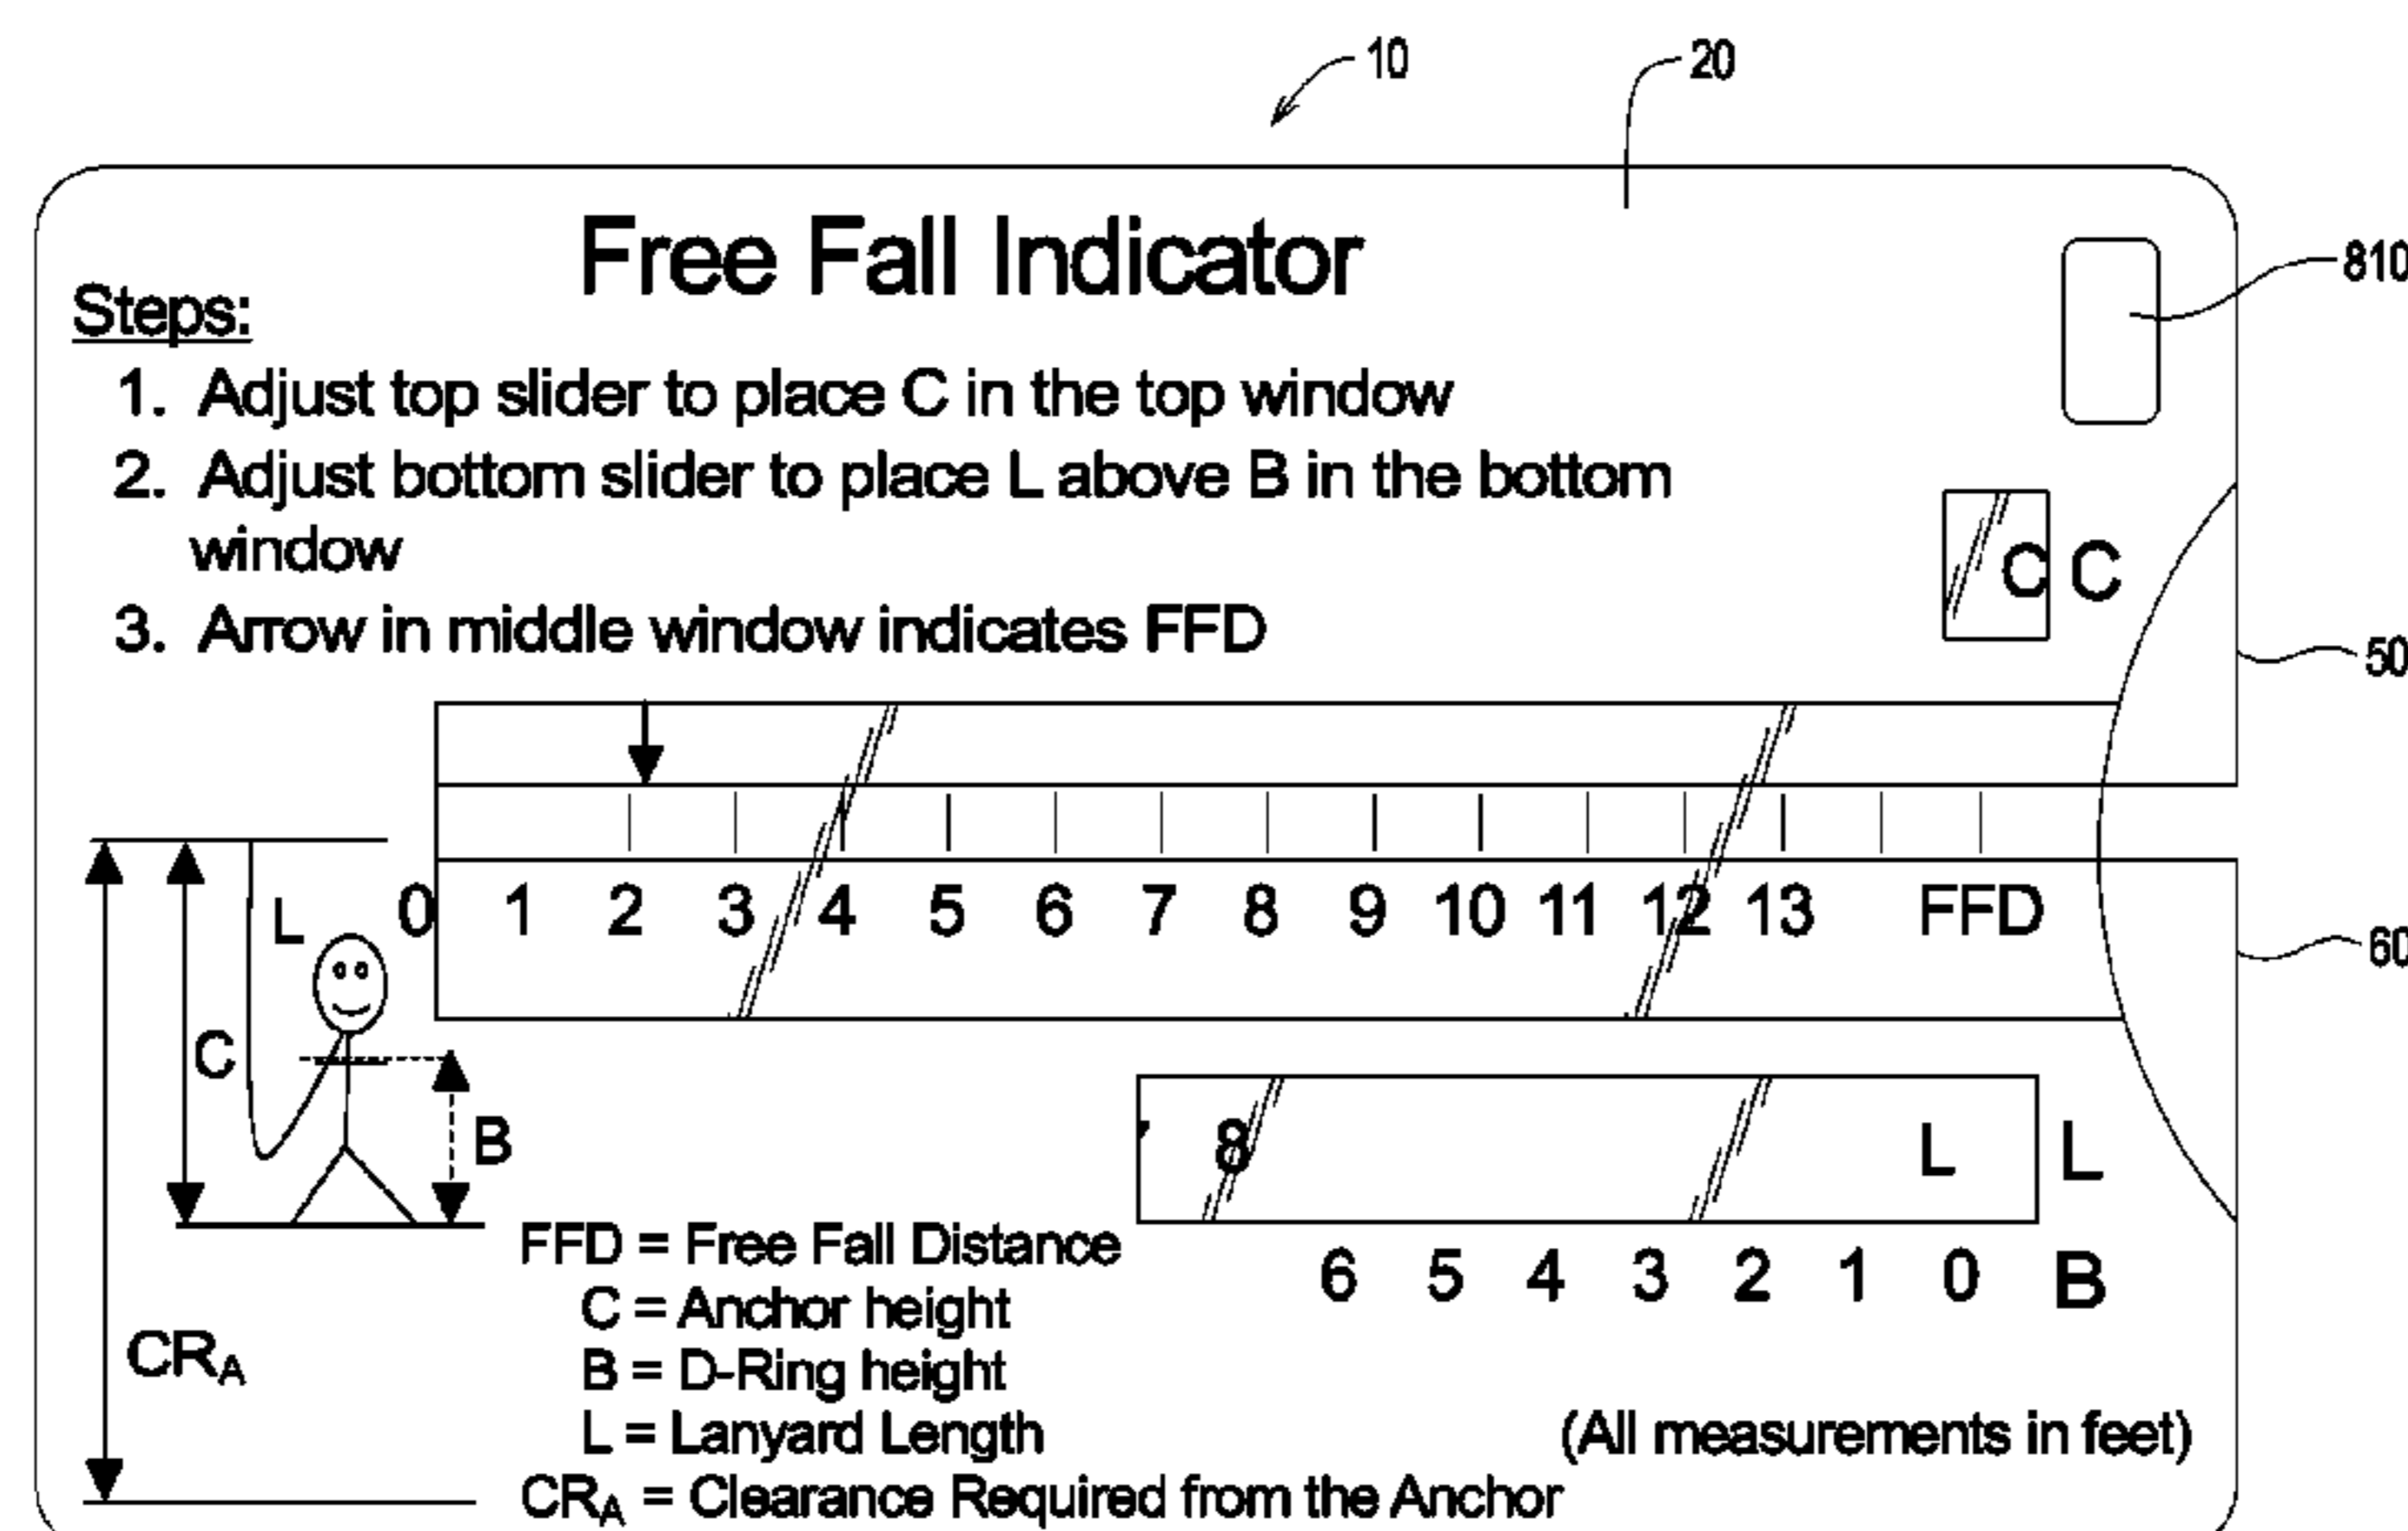 10
20
Free Fall Indicator
810
Steps:
1. Adjust top slider to place C in the top window
2. Adjust bottom slider to place L above B in the bottom
window
C C
3. Arrow in middle window indicates FFD
50
0 1 2 3 4 5 6 7 8 9 10 11 12 13 FFD
L
60
C
B
8 L L
6 5 4 3 2 1 0 B
FFD = Free Fall Distance
C = Anchor height
B = D-Ring height
CRA
L = Lanyard Length
(All measurements in feet)
CRA = Clearance Required from the Anchor